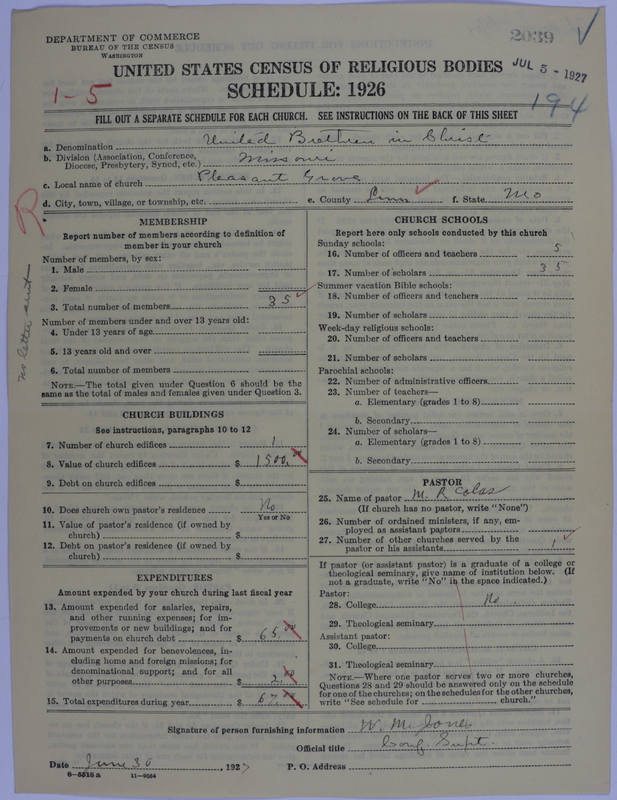 DEPARTMENT OF COMMERCE
BUREAU OF THE CENSUS
WASHINGTON
2039
UNITED STATES CENSUS OF RELIGIOUS BODIES
JUL 5 - 1927
SCHEDULE: 1926
1-5
194
FILL OUT A SEPARATE SCHEDULE FOR EACH CHURCH. SEE INSTRUCTIONS ON THE BACK OF THIS SHEET
a. Denomination United Brethren in Christ
b. Division (Association, Conference, Diocese, Presbytery, Synod, etc.) Missouri
c. Local name of church Pleasant Grove
d. City, town, village, or township, etc. e. County Linn f. State Mo
R
no letter sent
MEMBERSHIP
Report number of members according to definition of
member in your church
Number of members, by sex:
1. Male
2. Female
3. Total number of members 35
Number of members under and over 13 years old:
4. Under 13 years of age
5. 13 years old and over
6. Total number of members
NOTE.—The total given under Question 6 should be the
same as the total of males and females given under Question 3.
CHURCH BUILDINGS
See instructions, paragraphs 10 to 12
7. Number of church edifices 1
8. Value of church edifices $ 1500.00
9. Debt on church edifices $
10. Does church own pastor's residence No
Yes or No
11. Value of pastor's residence (if owned by
church) $
12. Debt on pastor's residence (if owned by
church) $
EXPENDITURES
Amount expended by your church during last fiscal year
13. Amount expended for salaries, repairs,
and other running expenses; for im-
provements or new buildings; and for
payments on church debt $ 65.00
14. Amount expended for benevolences, in-
cluding home and foreign missions; for
denominational support; and for all
other purposes $ 2.00
15. Total expenditures during year $ 67.00
CHURCH SCHOOLS
Report here only schools conducted by this church
Sunday schools:
16. Number of officers and teachers 5
17. Number of scholars 35
Summer vacation Bible schools:
18. Number of officers and teachers
19. Number of scholars
Week-day religious schools:
20. Number of officers and teachers
21. Number of scholars
Parochial schools:
22. Number of administrative officers
23. Number of teachers—
a. Elementary (grades 1 to 8)
b. Secondary
24. Number of scholars—
a. Elementary (grades 1 to 8)
b. Secondary
PASTOR
25. Name of pastor M. R.
(If church has no pastor, write "None")
26. Number of ordained ministers, if any, em-
ployed as assistant pastors
27. Number of other churches served by the
pastor or his assistants 1
If pastor (or assistant pastor) is a graduate of a college or
theological seminary, give name of institution below. (If
not a graduate, write "No" in the space indicated.)
Pastor:
28. College No.
29. Theological seminary
Assistant pastor:
30. College
31. Theological seminary
NOTE.—Where one pastor serves two or more churches,
Questions 28 and 29 should be answered only on the schedule
for one of the churches; on the schedules for the other churches,
write "See schedule for church."
Signature of person furnishing information W. M. Jones
Official title Conf Supt.
Date June 30, 1927 P. O. Address
6-5516 a 11-9084